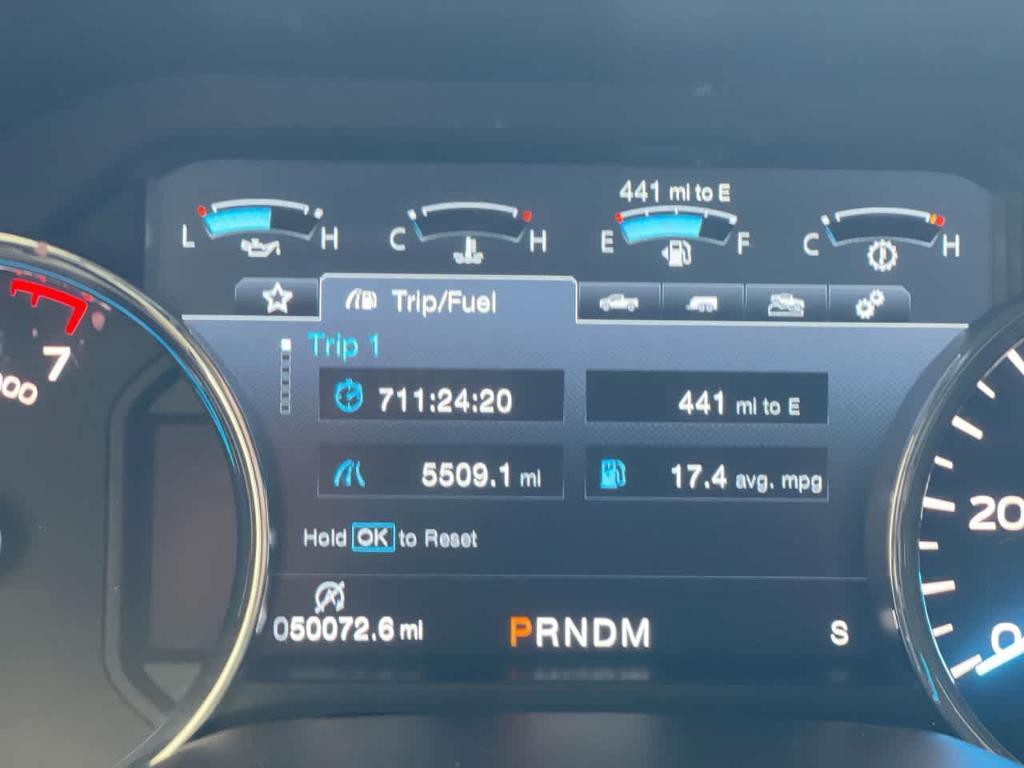 441 mi to E
L H C H E F C H
Trip/Fuel
Trip 1
711:24:20
441 mi to E
5509.1 mi
17.4 avg. mpg
Hold OK to Reset
050072.6 mi
PRNDM
S
7
20
0